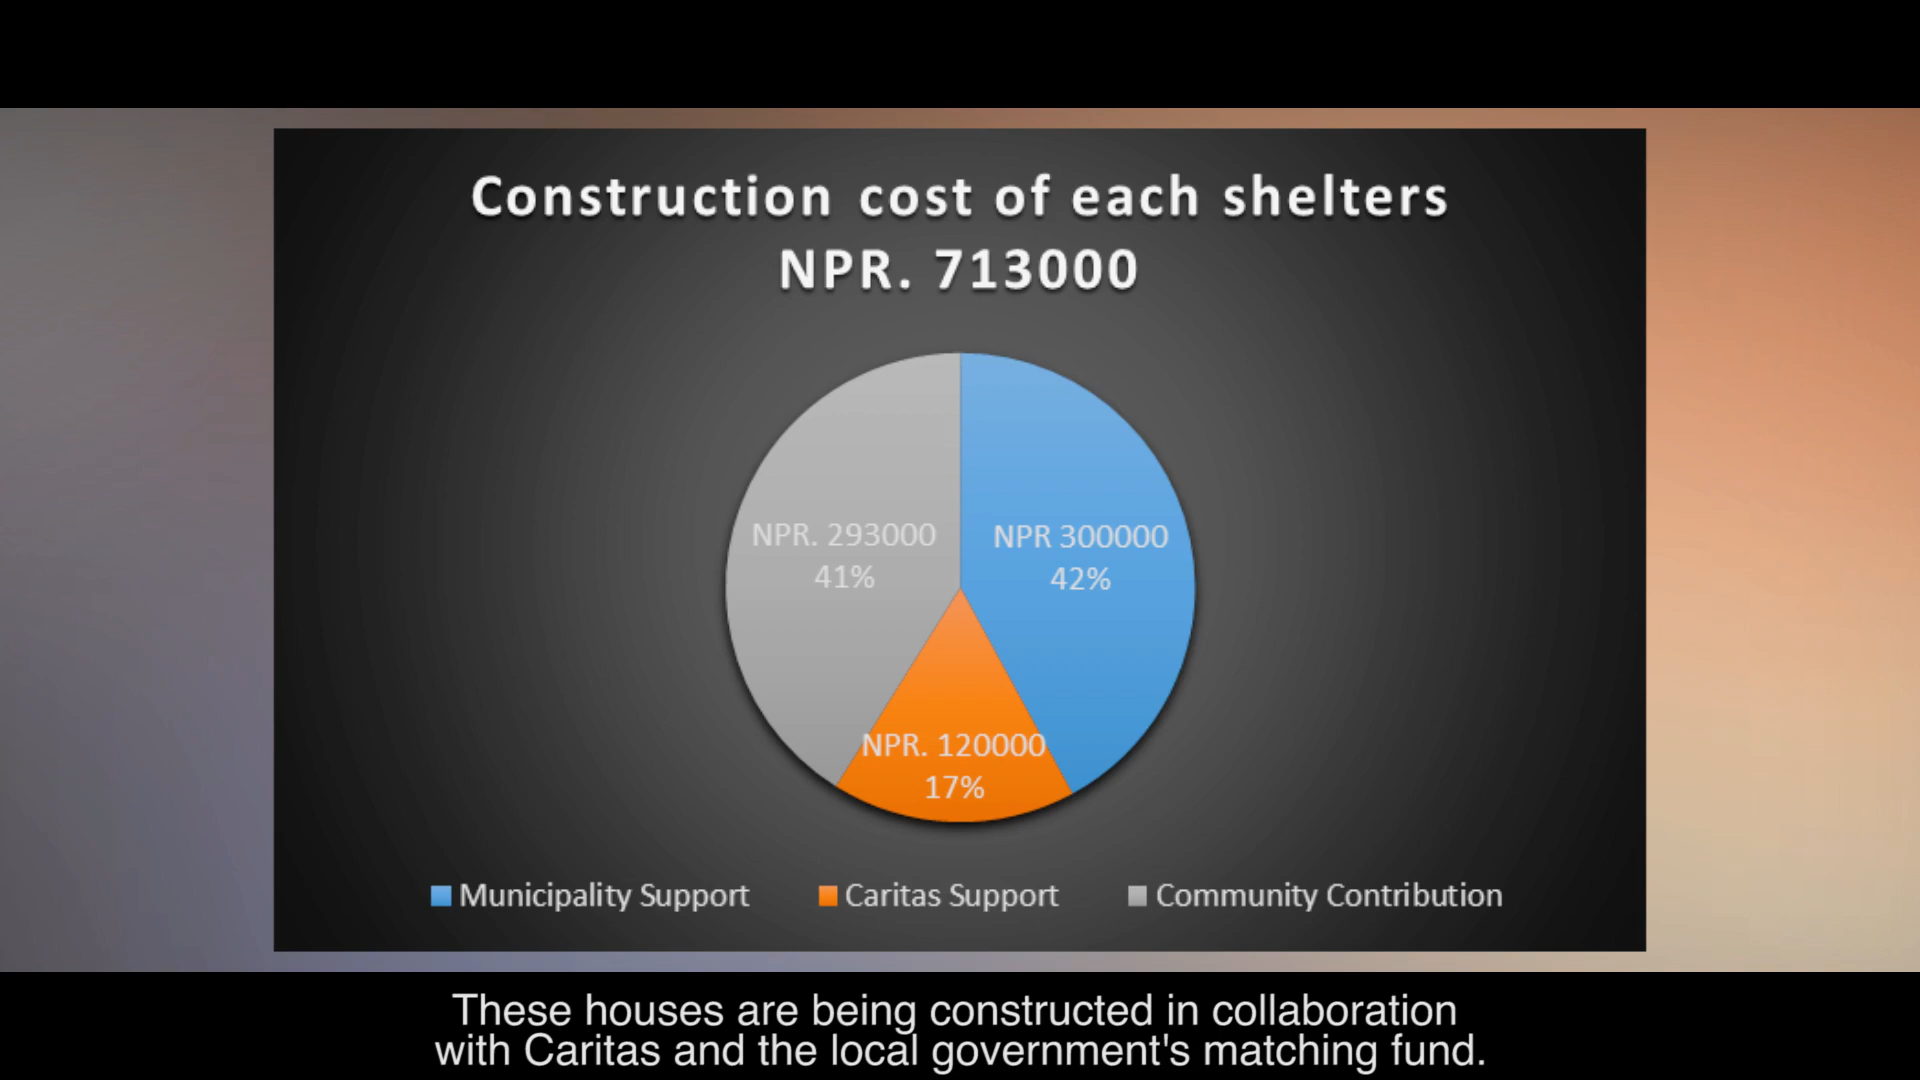 Construction cost of each shelters
NPR. 713000
NPR. 293000
41%
NPR 300000
42%
NPR. 120000
17%
Municipality Support
Caritas Support
Community Contribution
These houses are being constructed in collaboration
with Caritas and the local government's matching fund.